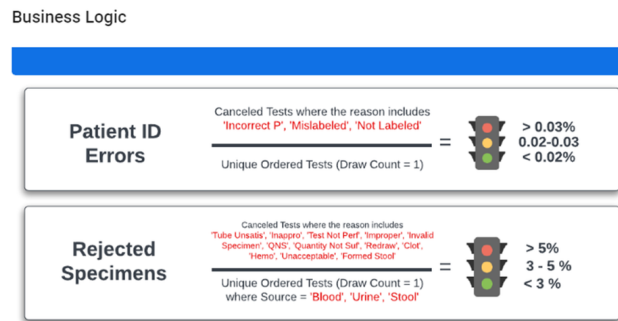 Business Logic
Patient ID
Errors
Canceled Tests where the reason includes
'Incorrect P', 'Mislabeled', 'Not Labeled'
Unique Ordered Tests (Draw Count = 1)
=
> 0.03%
0.02-0.03
< 0.02%
Rejected
Specimens
Canceled Tests where the reason includes
'Tube Unsatis', 'Inappro', 'Test Not Perf', 'Improper', 'Invalid
Specimen', 'QNS', 'Quantity Not Suf', 'Redraw', 'Clot',
'Hemo', 'Unacceptable', 'Formed Stool'
Unique Ordered Tests (Draw Count = 1)
where Source = 'Blood', 'Urine', 'Stool'
=
> 5%
3 - 5 %
< 3 %